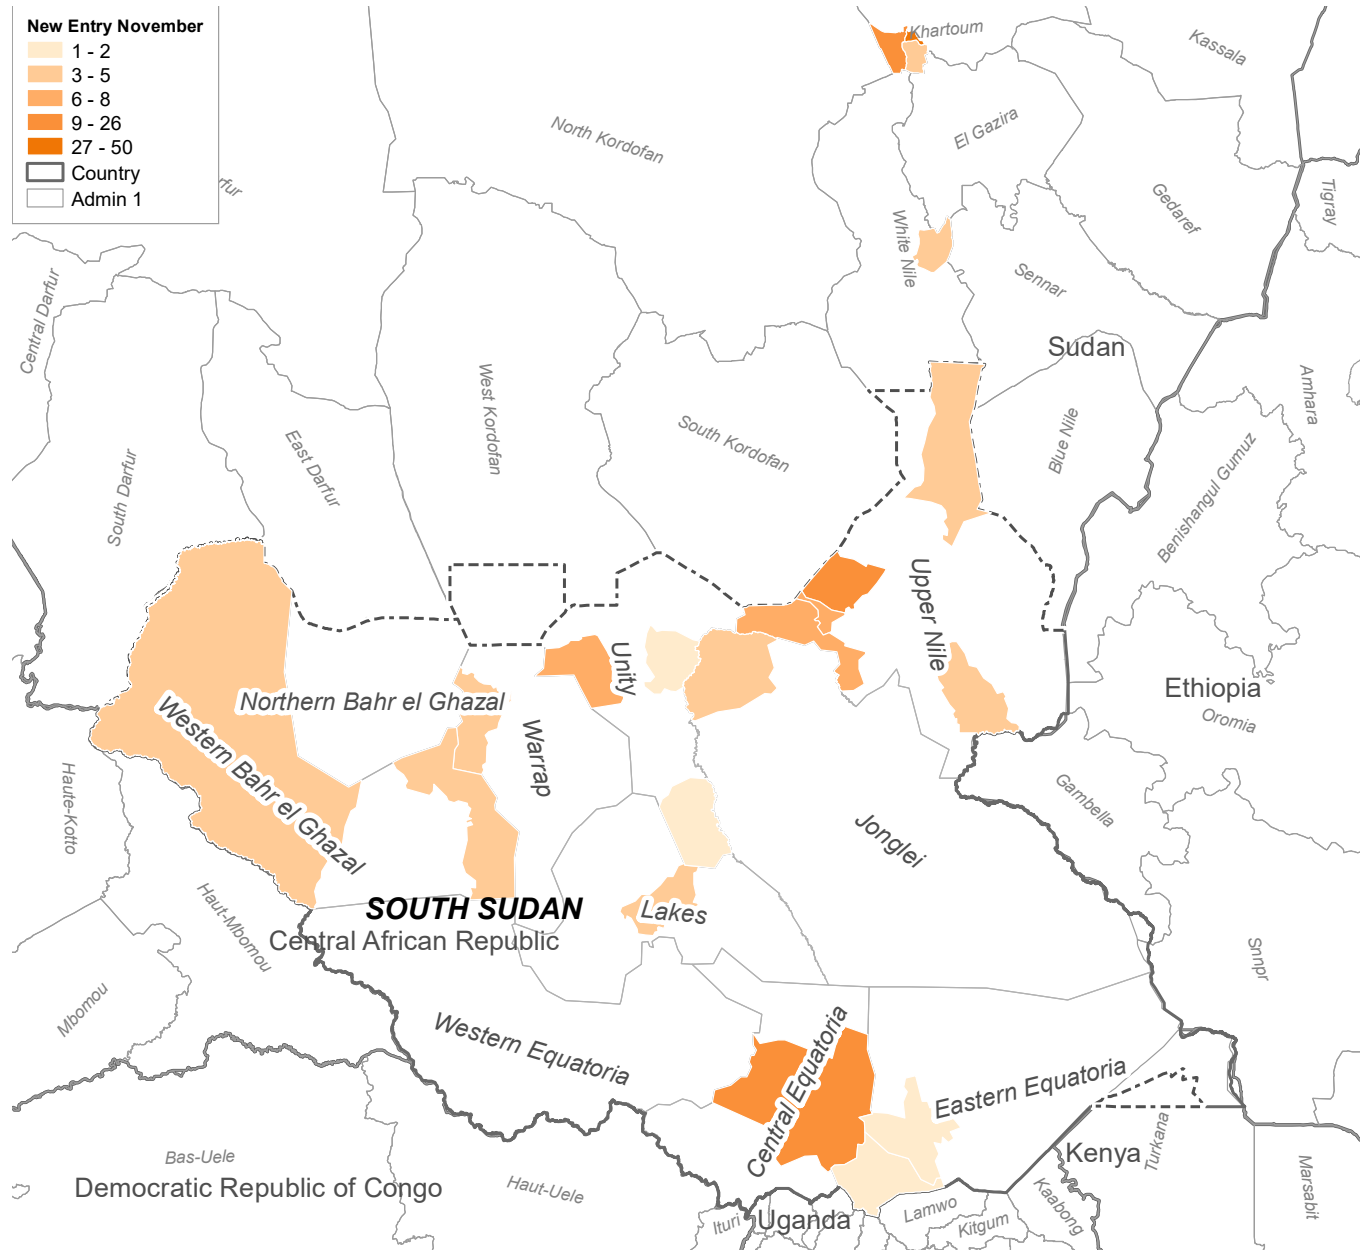 New Entry November
1 - 2
3 - 5
6 - 8
9 - 26
27 - 50
Country
Admin 1
Khartoum
Kassala
El Gazira
North Kordofan
rfur
Tigray
Gedaref
White Nile
Sennar
Central Darfur
Sudan
Amhara
West Kordofan
South Kordofan
Blue Nile
East Darfur
South Darfur
Benishangul Gumuz
Upper Nile
Unity
Ethiopia
Oromia
Northern Bahr el Ghazal
Western Bahr el Ghazal
Warrap
Haute-Kotto
Gambella
Jonglei
SOUTH SUDAN
Lakes
Central African Republic
Haut-Mbomou
Snnpr
Mbomou
Western Equatoria
Central Equatoria
Eastern Equatoria
Kenya
Turkana
Bas-Uele
Democratic Republic of Congo
Haut-Uele
Marsabit
Kaabong
Lamwo
Kitgum
Ituri
Uganda